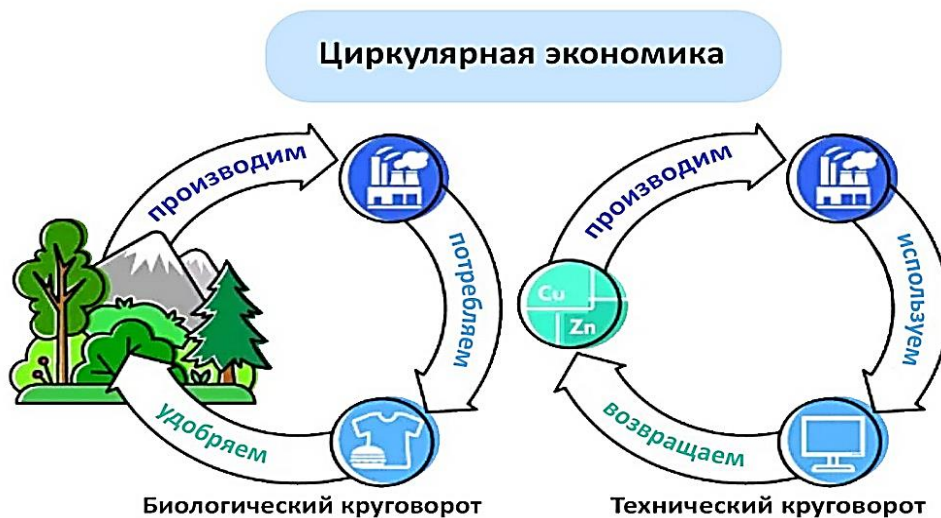 Циркулярная экономика
производим
потребляем
удобряем
Биологический круговорот
производим
Cu
Zn
используем
возвращаем
Технический круговорот